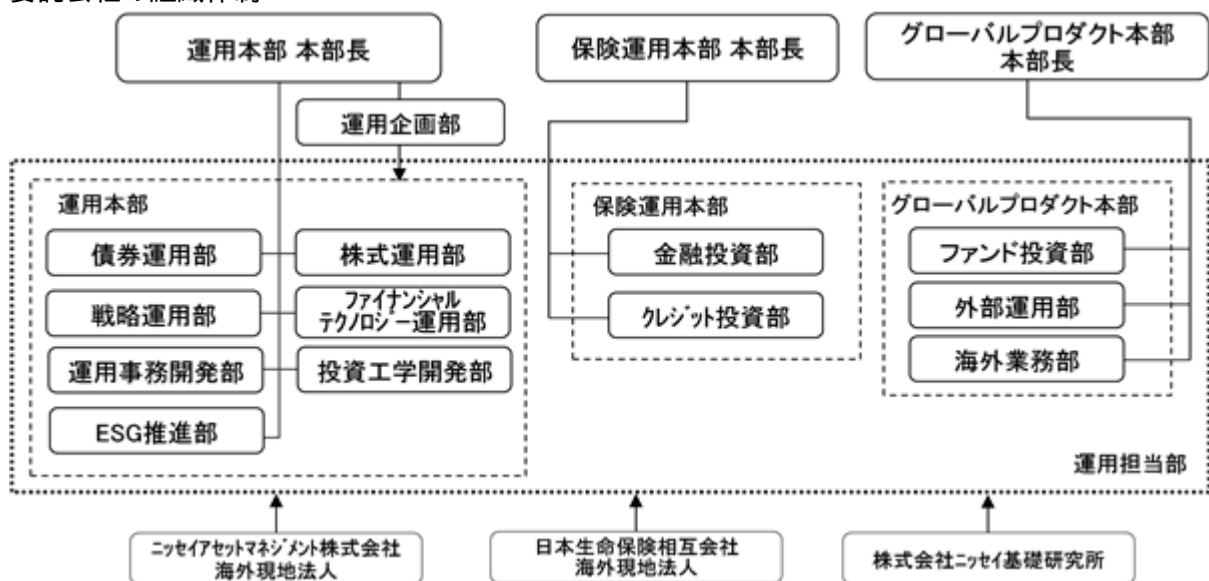 運用本部 本部長
保険運用本部 本部長
グローバルプロダクト本部
本部長
運用企画部
運用本部
債券運用部
株式運用部
戦略運用部
ファイナンシャル
テクノロジー運用部
運用事務開発部
投資工学開発部
ESG推進部
保険運用本部
金融投資部
クレジット投資部
グローバルプロダクト本部
ファンド投資部
外部運用部
海外業務部
運用担当部
ニッセイアセットマネジメント株式会社
海外現地法人
日本生命保険相互会社
海外現地法人
株式会社ニッセイ基礎研究所